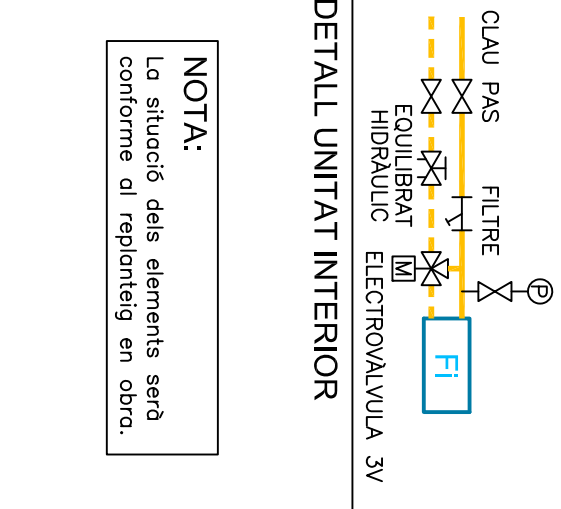 CLAU PAS
FILTRE
P
EQUILIBRAT
HIDRÀULIC
M
ELECTROVÀLVULA 3V
Fi
DETALL UNITAT INTERIOR
NOTA:
La situació dels elements serà
conforme al replanteig en obra.